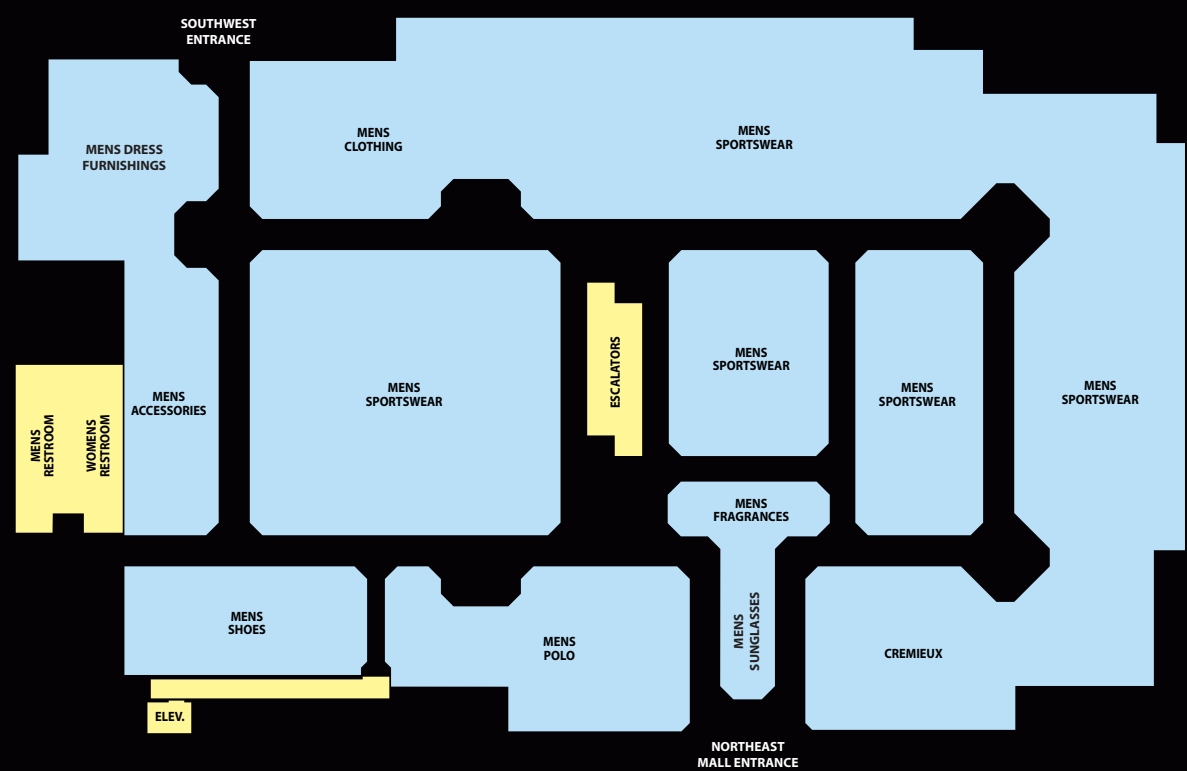 SOUTHWEST
ENTRANCE
MENS DRESS
FURNISHINGS
MENS
CLOTHING
MENS
SPORTSWEAR
MENS
ACCESSORIES
MENS
SPORTSWEAR
ESCALATORS
MENS
SPORTSWEAR
MENS
SPORTSWEAR
MENS
SPORTSWEAR
MENS
RESTROOM
WOMENS
RESTROOM
MENS
FRAGRANCES
MENS
SHOES
MENS
POLO
MENS
SUNGLASSES
CREMIEUX
ELEV.
NORTHEAST
MALL ENTRANCE